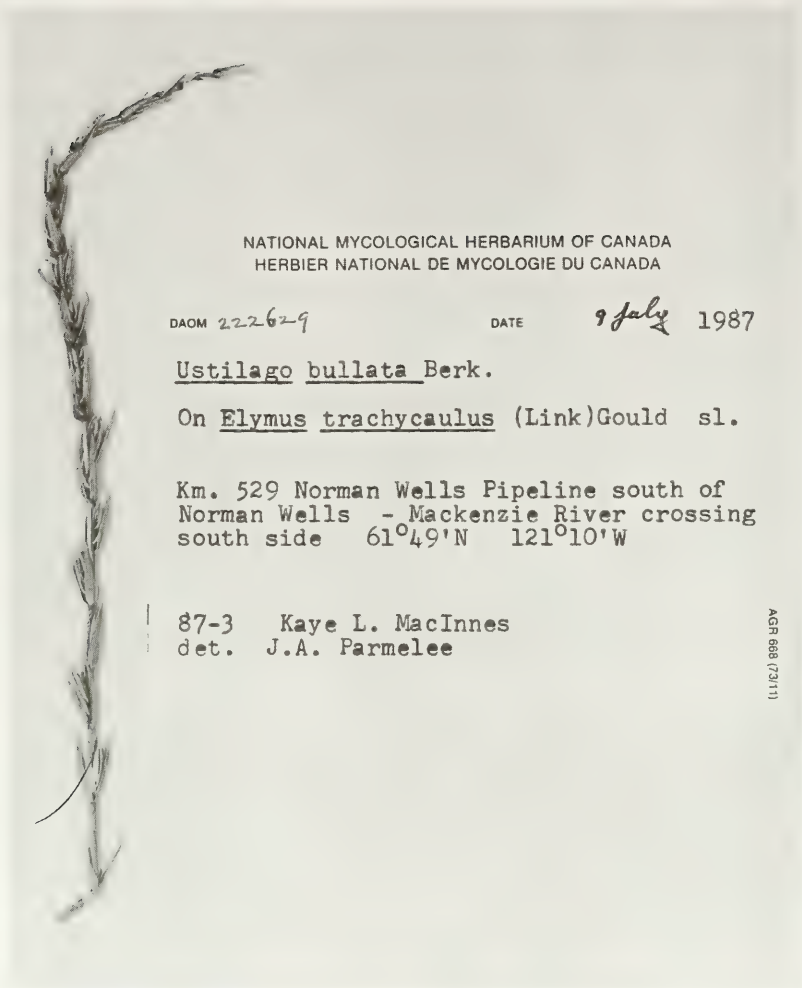 NATIONAL MYCOLOGICAL HERBARIUM OF CANADA
HERBIER NATIONAL DE MYCOLOGIE DU CANADA
DAOM 222629 DATE 9 July 1987
Ustilago bullata Berk.
On Elymus trachycaulus (Link)Gould sl.
Km. 529 Norman Wells Pipeline south of
Norman Wells - Mackenzie River crossing
south side 61°49'N 121°10'W
87-3 Kaye L. MacInnes
det. J.A. Parmelee
AGR 668 (73/11)